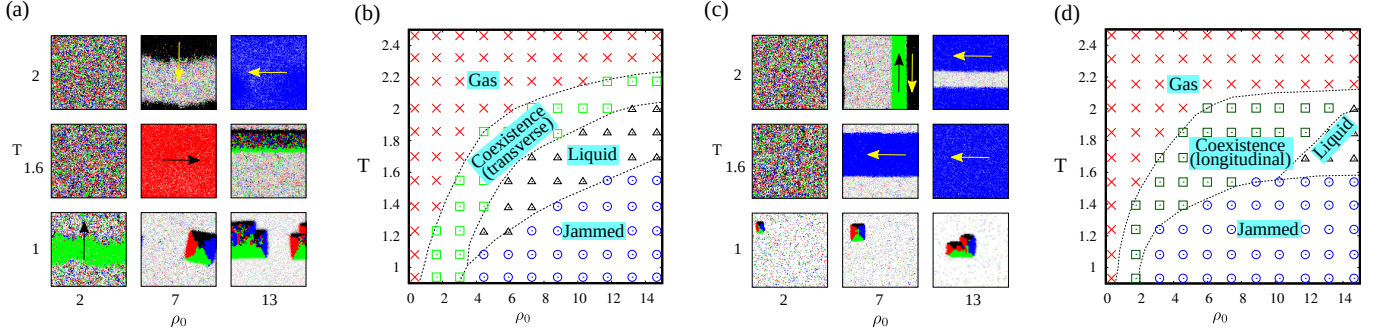 (a)
2
T
1.6
1
2
7
13
ρ0
(b)
2.4
2.2
2
1.8
1.6
1.4
1.2
1
T
Gas
Coexistence
(transverse)
Liquid
Jammed
0 2 4 6 8 10 12 14
ρ0
(c)
2
T
1.6
1
2
7
13
ρ0
(d)
2.4
2.2
2
1.8
1.6
1.4
1.2
1
T
Gas
Coexistence
(longitudinal)
Liquid
Jammed
0 2 4 6 8 10 12 14
ρ0